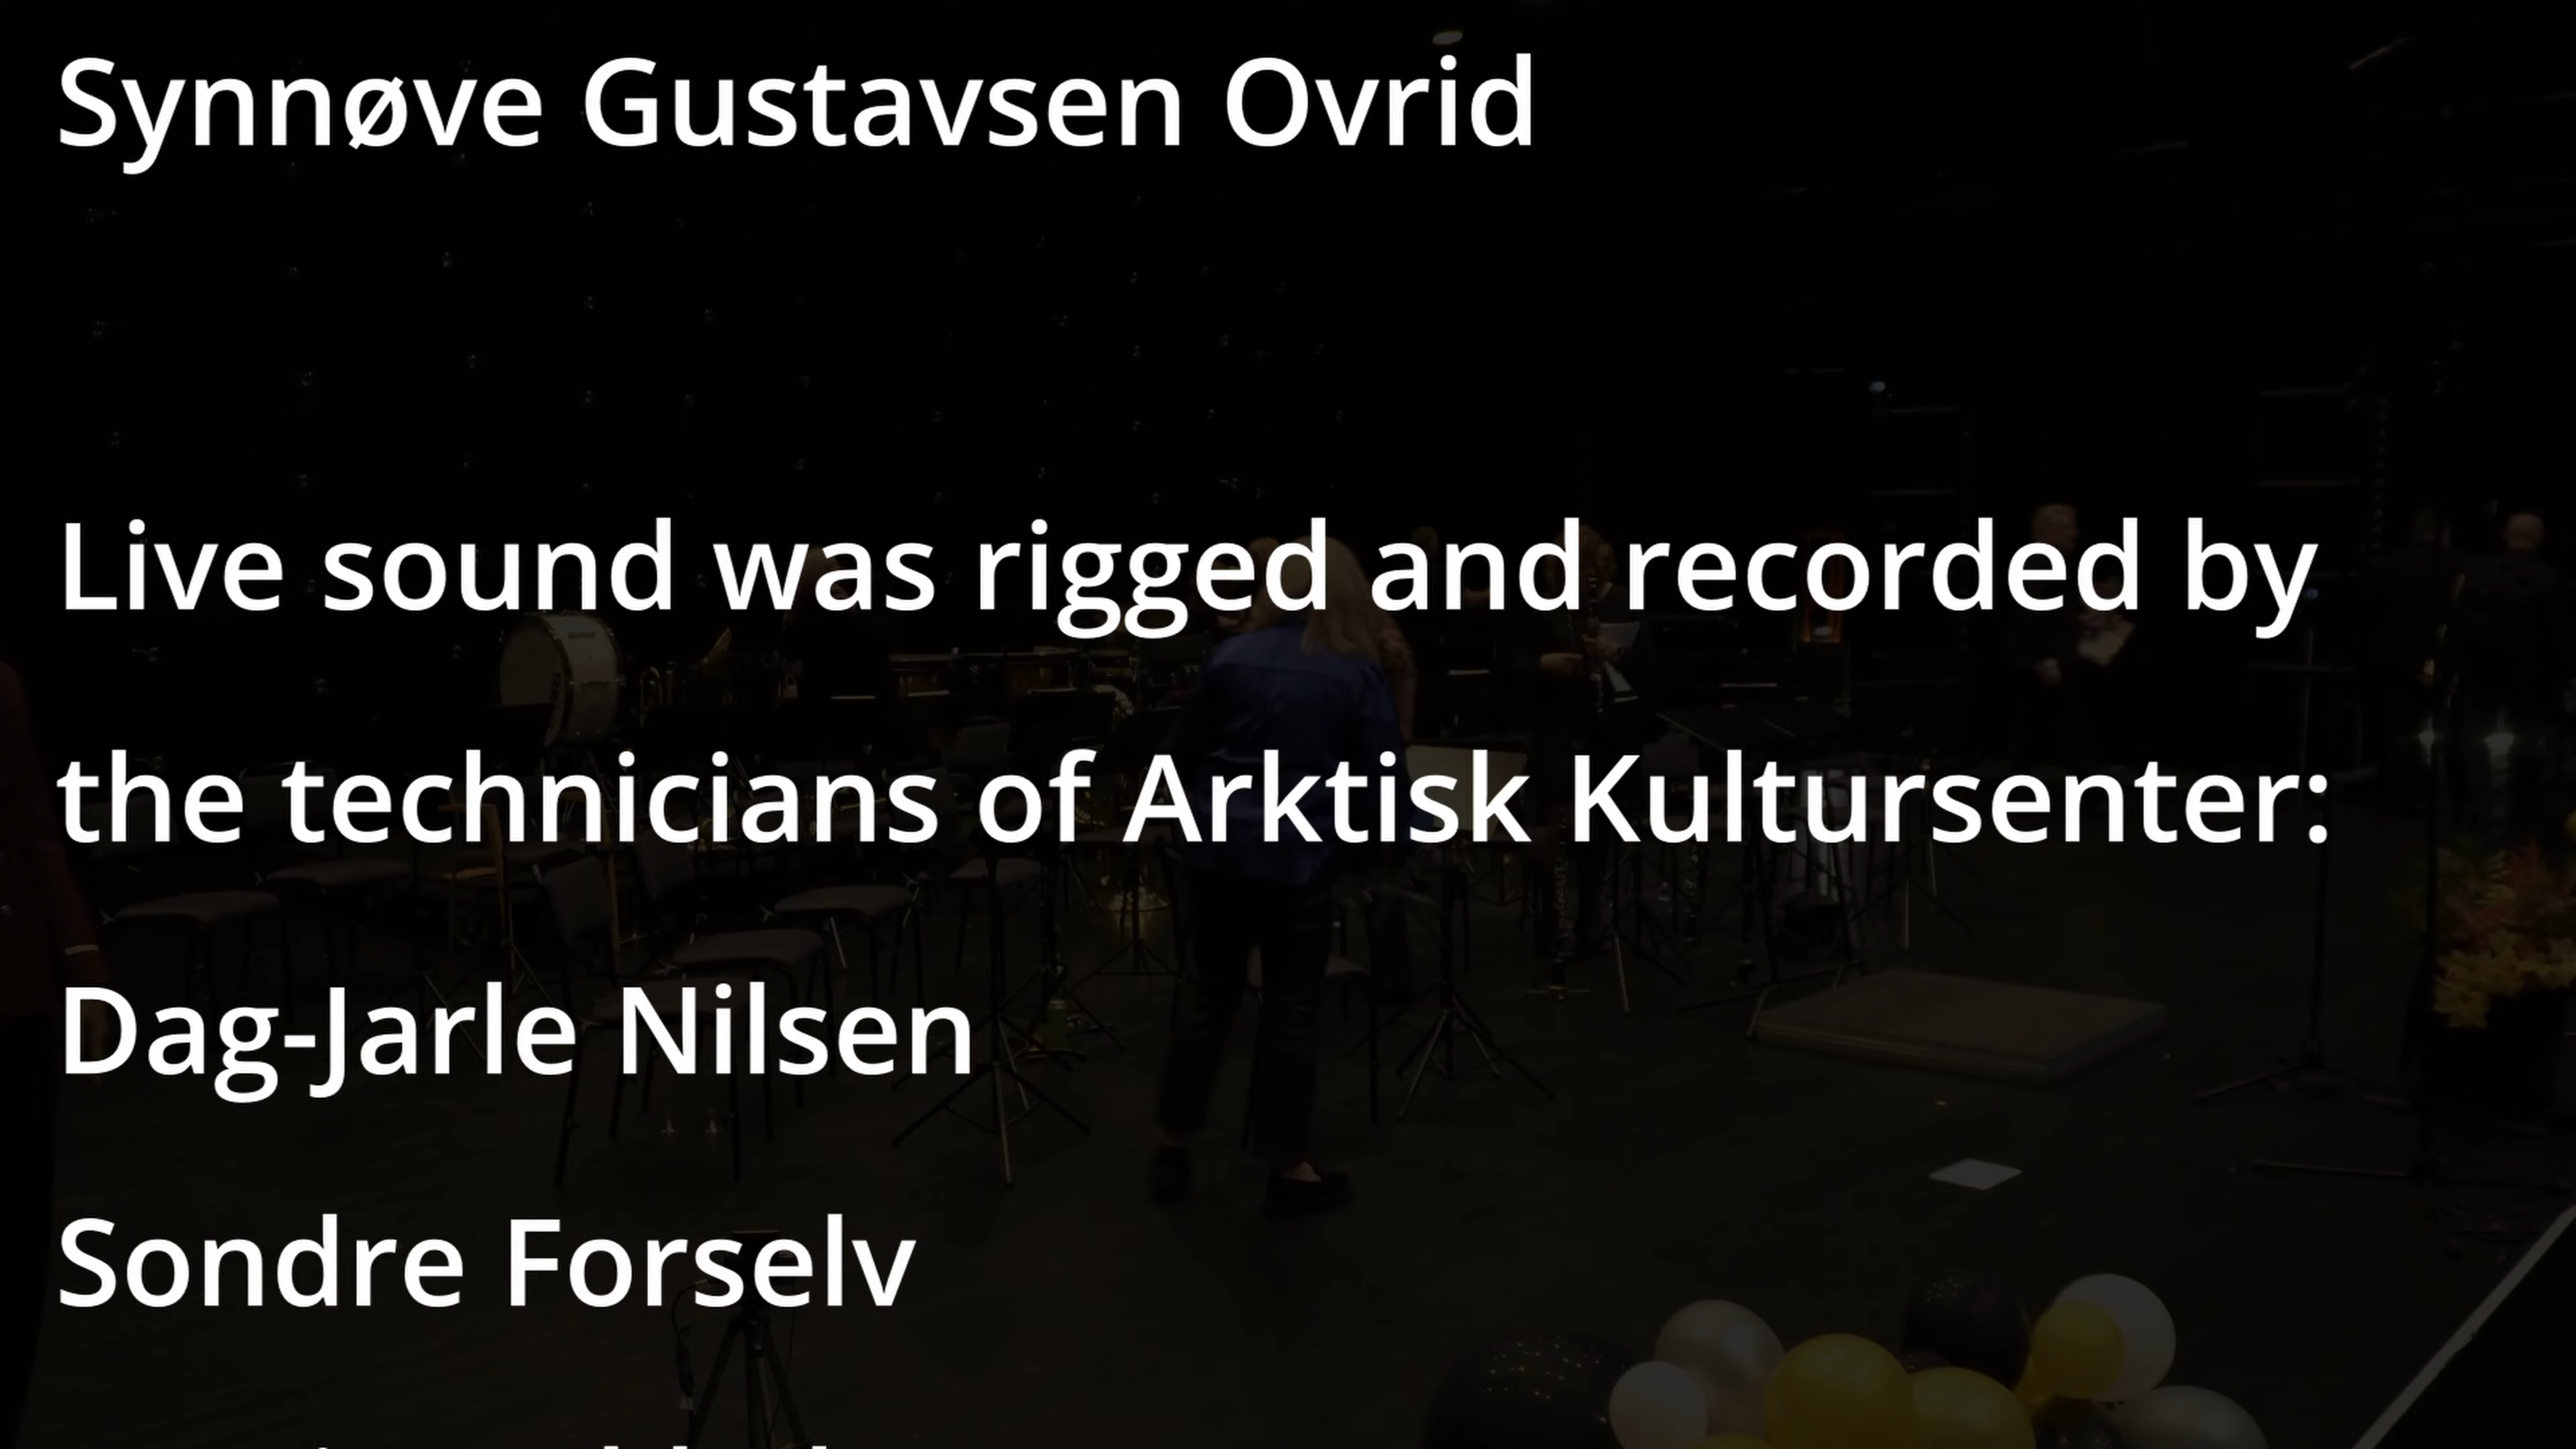 Synnøve Gustavsen Ovrid
Live sound was rigged and recorded by
the technicians of Arktisk Kultursenter:
Dag-Jarle Nilsen
Sondre Forselv